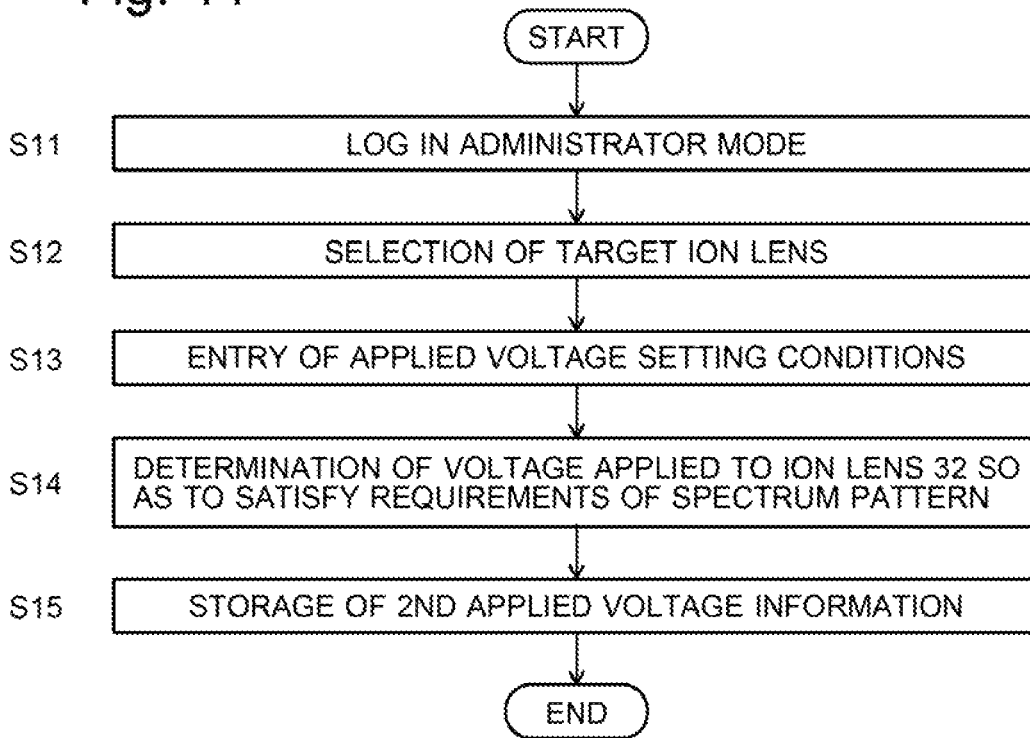 START
S11 LOG IN ADMINISTRATOR MODE
S12 SELECTION OF TARGET ION LENS
S13 ENTRY OF APPLIED VOLTAGE SETTING CONDITIONS
S14 DETERMINATION OF VOLTAGE APPLIED TO ION LENS 32 SO
AS TO SATISFY REQUIREMENTS OF SPECTRUM PATTERN
S15 STORAGE OF 2ND APPLIED VOLTAGE INFORMATION
END